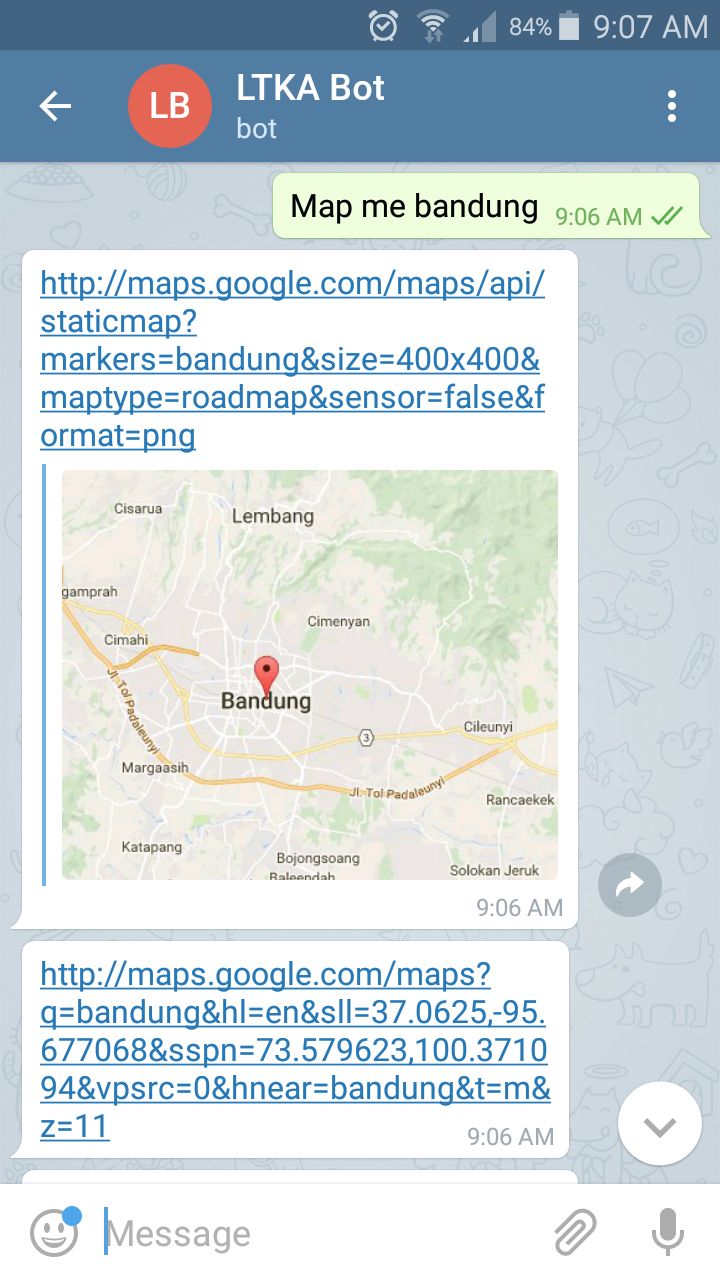 84% 9:07 AM
LB
LTKA Bot
bot
Map me bandung 9:06 AM
http://maps.google.com/maps/api/
staticmap?
markers=bandung&size=400x400&
maptype=roadmap&sensor=false&f
ormat=png
Cisarua
Lembang
gamprah
Cimenyan
Cimahi
Jl. Tol Padaleunyi
Bandung
Cileunyi
3
Margaasih
Jl. Tol Padaleunyi
Rancaekek
Katapang
Bojongsoang
Baleendah
Solokan Jeruk
9:06 AM
http://maps.google.com/maps?
q=bandung&hl=en&sll=37.0625,-95.
677068&sspn=73.579623,100.3710
94&vpsrc=0&hnear=bandung&t=m&
z=11
9:06 AM
Message